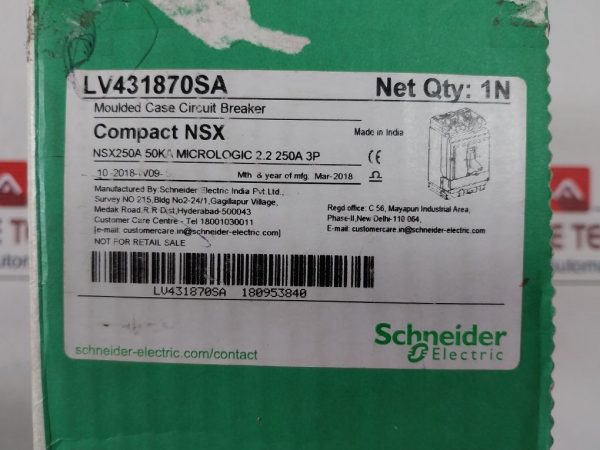 LV431870SA Net Qty: 1N
Moulded Case Circuit Breaker
Compact NSX Made in India
NSX250A 50KA MICROLOGIC 2.2 250A 3P CE
10-2018- V09- Mth & year of mfg. Mar-2018
Manufactured By Schneider Electric India Pvt.Ltd.,
Survey NO 215,Bldg No2-24/1,Gagillapur Village,
Medak Road,R.R Dist,Hyderabad-500043
Customer Care Centre - Tel 18001030011
[e-mail: customercare.in@schneider-electric.com]
NOT FOR RETAIL SALE
Regd office: C 56, Mayapuri Industrial Area,
Phase-II,New Delhi-110 064,
E-mail: customercare.in@schneider-electric.com.
LV431870SA 180953840
schneider-electric.com/contact
Schneider
Electric